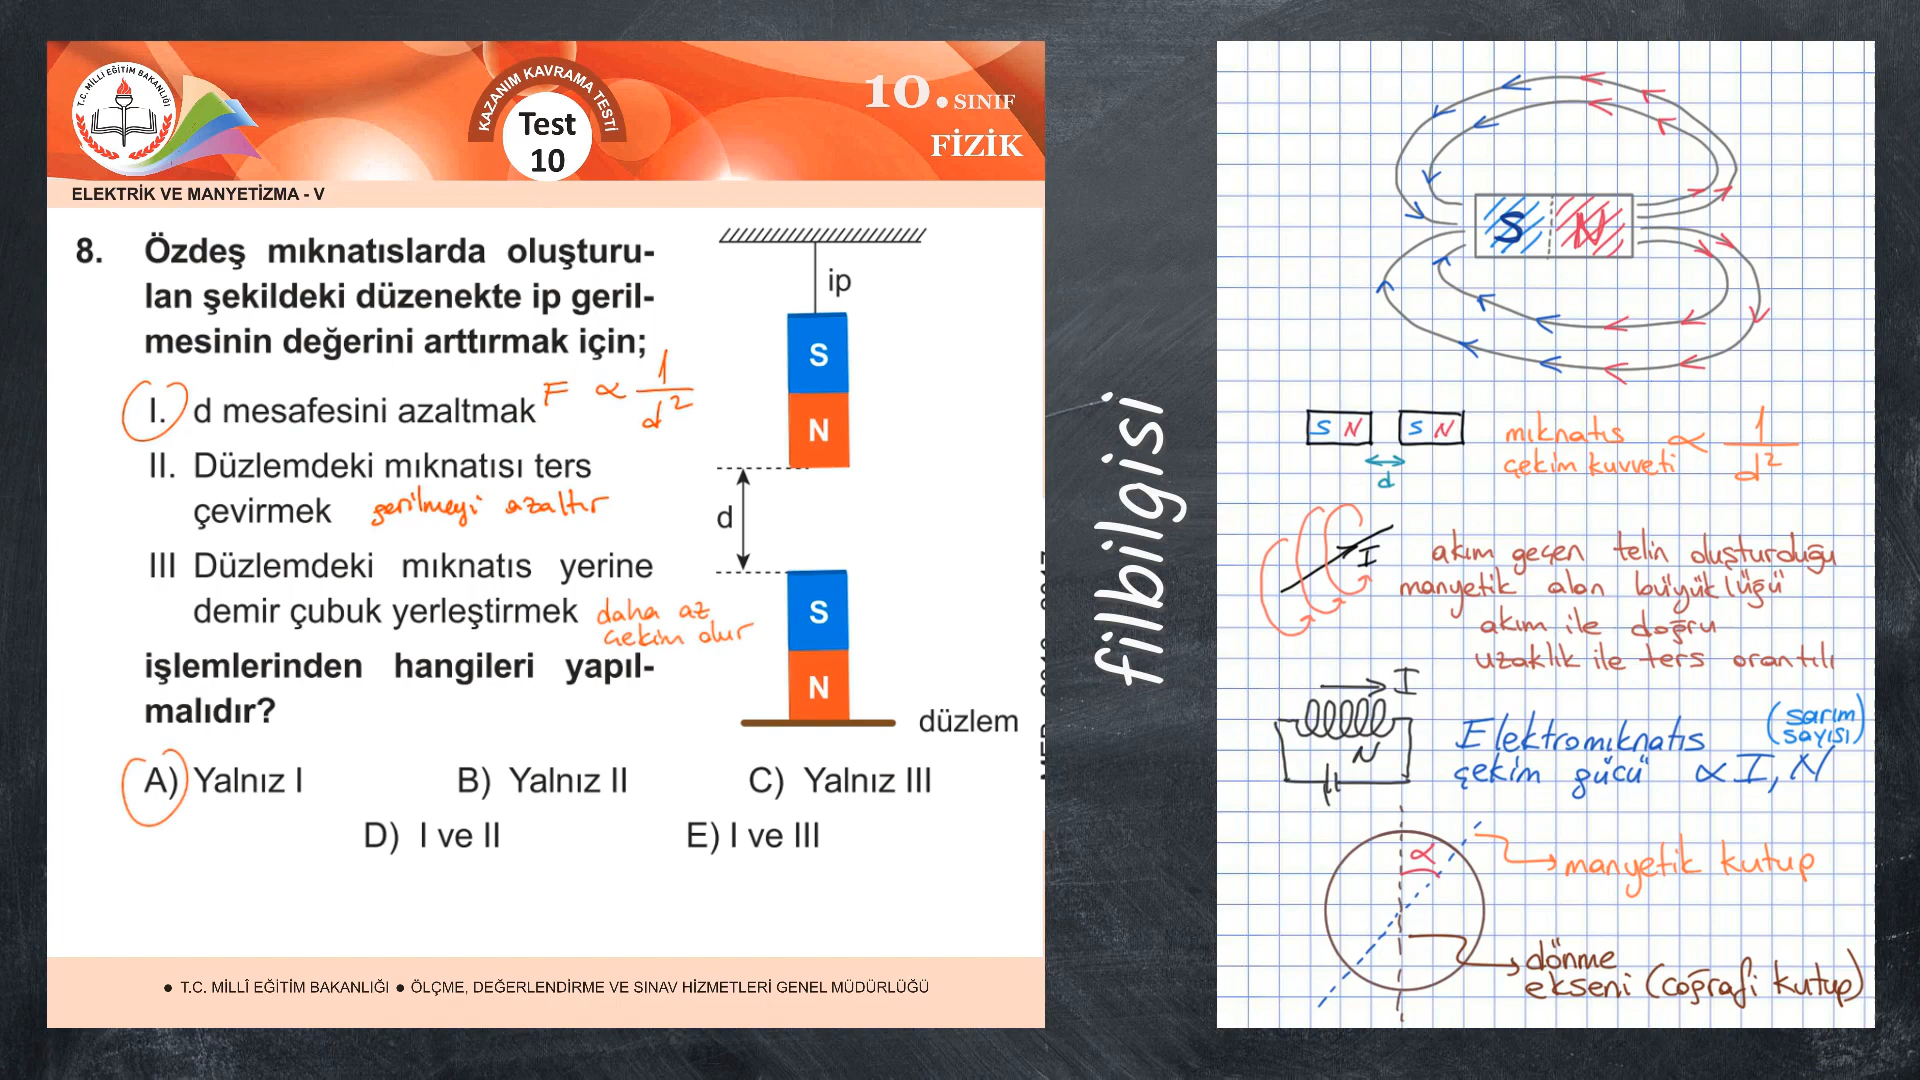 T.C. MİLLÎ EĞİTİM BAKANLIĞI
KAZANIM KAVRAMA TESTİ
Test
10
10. SINIF
FİZİK
ELEKTRİK VE MANYETİZMA - V
8. Özdeş mıknatıslarda oluşturu-
lan şekildeki düzenekte ip geril-
mesinin değerini arttırmak için;
I. d mesafesini azaltmak F ∝ 1/d²
II. Düzlemdeki mıknatısı ters
çevirmek gerilmeyi azaltır
III Düzlemdeki mıknatıs yerine
demir çubuk yerleştirmek daha az
çekim olur
işlemlerinden hangileri yapıl-
malıdır?
A) Yalnız I B) Yalnız II C) Yalnız III
D) I ve II E) I ve III
ip
S
N
d
S
N
düzlem
● T.C. MİLLÎ EĞİTİM BAKANLIĞI ● ÖLÇME, DEĞERLENDİRME VE SINAV HİZMETLERİ GENEL MÜDÜRLÜĞÜ
filbilgisi
S N
S N S N
d
mıknatıs
çekim kuvveti ∝ 1/d²
I
akım geçen telin oluşturduğu
manyetik alan büyüklüğü
akım ile doğru
uzaklık ile ters orantılı
I
N
Elektromıknatıs (sarım
sayısı)
çekim gücü ∝ I, N
α
manyetik kutup
dönme
ekseni (coğrafi kutup)